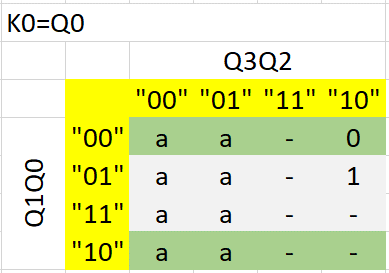 K0=Q0
Q3Q2
"00" "01" "11" "10"
Q1Q0
"00" a a - 0
"01" a a - 1
"11" a a - -
"10" a a - -